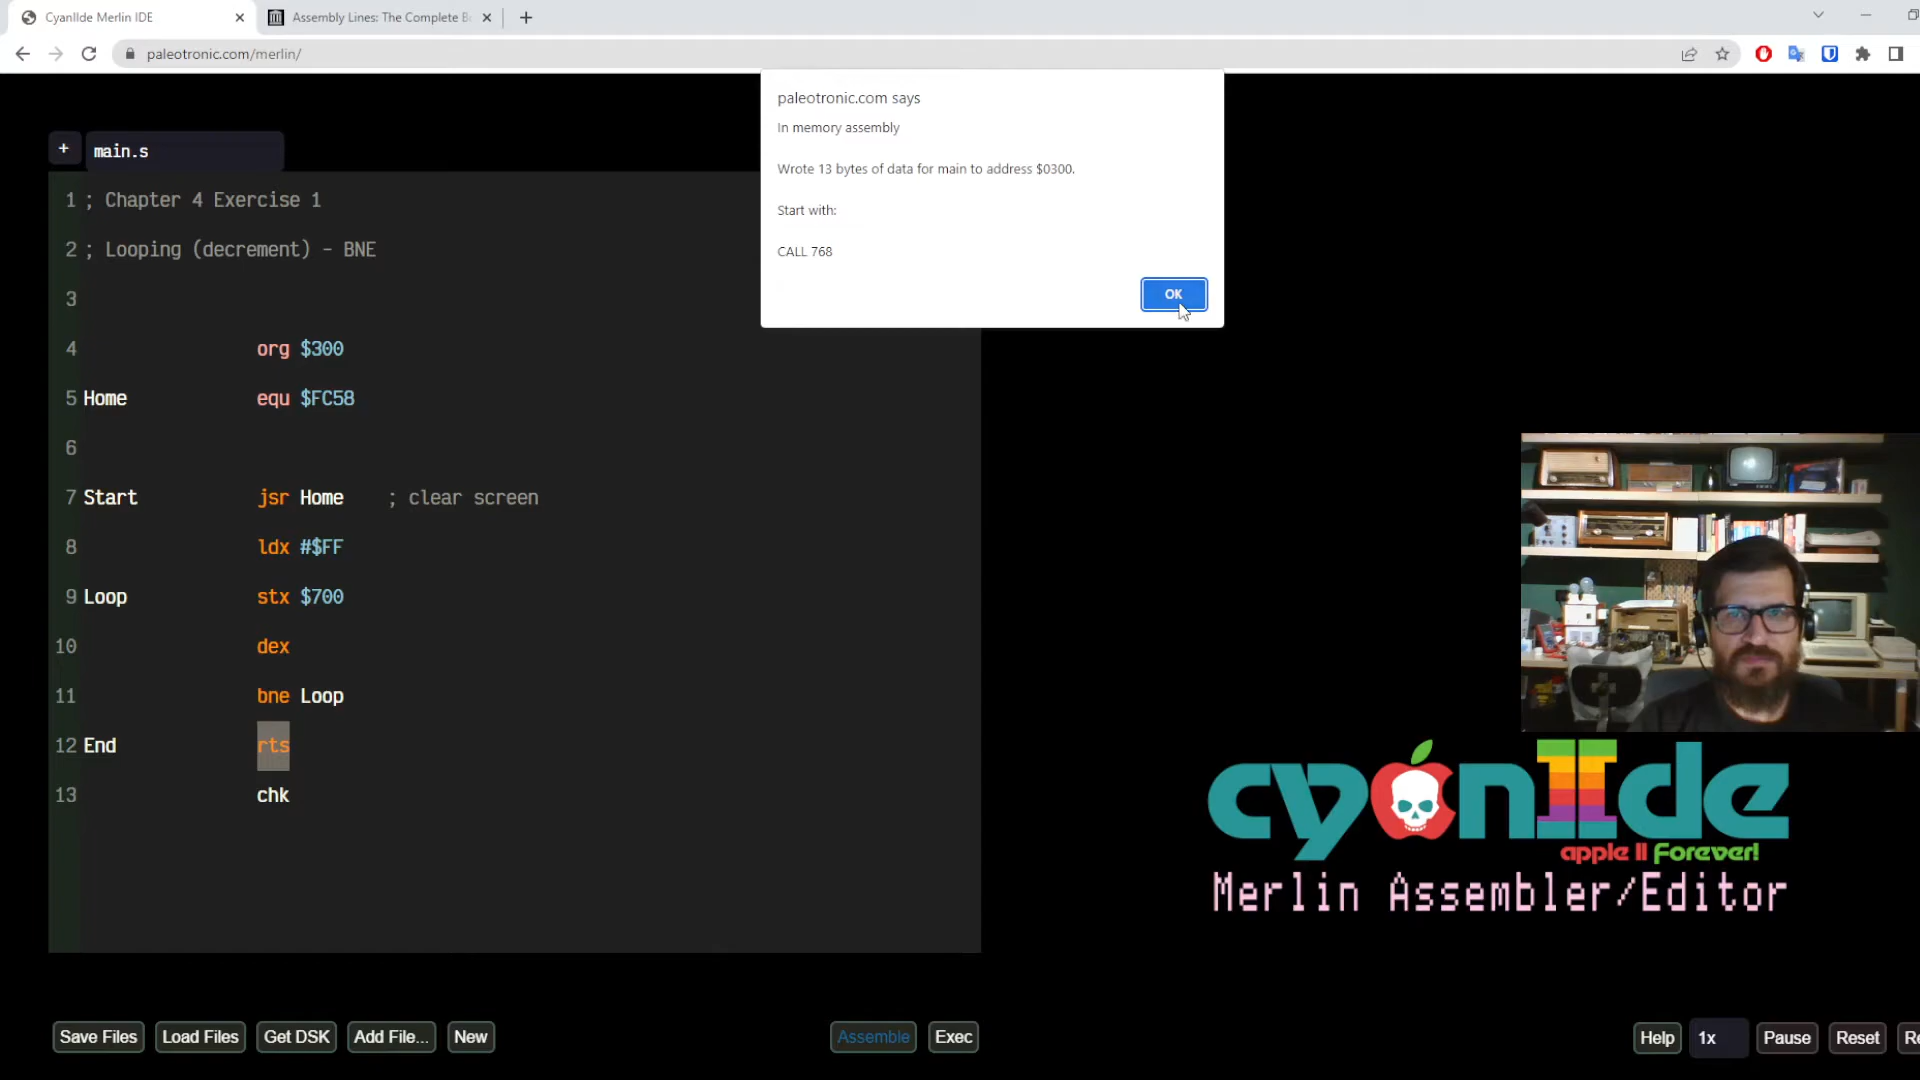 CyanIIde Merlin IDE
Assembly Lines: The Complete Bo
paleotronic.com/merlin/
paleotronic.com says
In memory assembly
Wrote 13 bytes of data for main to address $0300.
Start with:
CALL 768
OK
+ main.s
1 ; Chapter 4 Exercise 1
2 ; Looping (decrement) - BNE
3
4 org $300
5 Home equ $FC58
6
7 Start jsr Home ; clear screen
8 ldx #$FF
9 Loop stx $700
10 dex
11 bne Loop
12 End rts
13 chk
cyanIIde
apple II Forever!
Merlin Assembler/Editor
Save Files Load Files Get DSK Add File... New Assemble Exec Help 1x Pause Reset Re